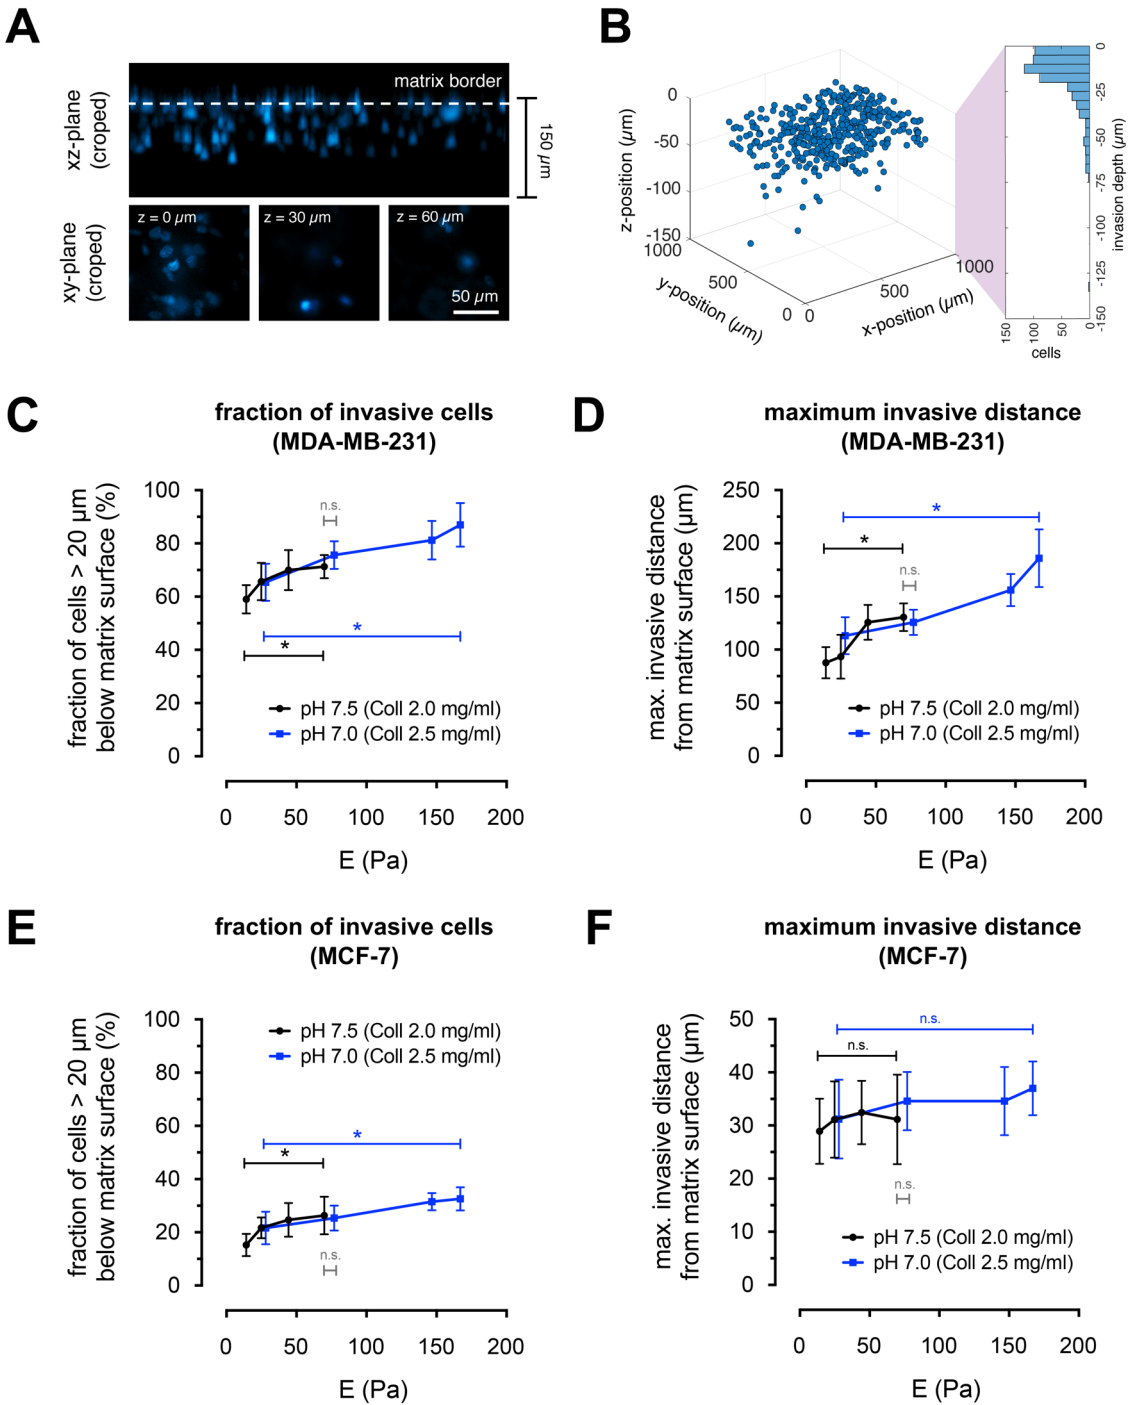 A
xz-plane
(croped)
matrix border
150 µm
xy-plane
(croped)
z = 0 µm
z = 30 µm
z = 60 µm
50 µm
B
z-position (µm)
0
-50
-100
-150
1000
500
0
y-position (µm)
0
500
1000
x-position (µm)
0
-25
-50
-75
-100
-125
-150
invasion depth (µm)
150
100
50
0
cells
C
fraction of invasive cells
(MDA-MB-231)
fraction of cells > 20 µm
below matrix surface (%)
100
80
60
40
20
0
n.s.
*
*
pH 7.5 (Coll 2.0 mg/ml)
pH 7.0 (Coll 2.5 mg/ml)
0
50
100
150
200
E (Pa)
D
maximum invasive distance
(MDA-MB-231)
max. invasive distance
from matrix surface (µm)
250
200
150
100
50
0
*
*
n.s.
pH 7.5 (Coll 2.0 mg/ml)
pH 7.0 (Coll 2.5 mg/ml)
0
50
100
150
200
E (Pa)
E
fraction of invasive cells
(MCF-7)
fraction of cells > 20 µm
below matrix surface (%)
100
80
60
40
20
0
pH 7.5 (Coll 2.0 mg/ml)
pH 7.0 (Coll 2.5 mg/ml)
*
*
n.s.
0
50
100
150
200
E (Pa)
F
maximum invasive distance
(MCF-7)
max. invasive distance
from matrix surface (µm)
50
40
30
20
10
0
n.s.
n.s.
n.s.
pH 7.5 (Coll 2.0 mg/ml)
pH 7.0 (Coll 2.5 mg/ml)
0
50
100
150
200
E (Pa)